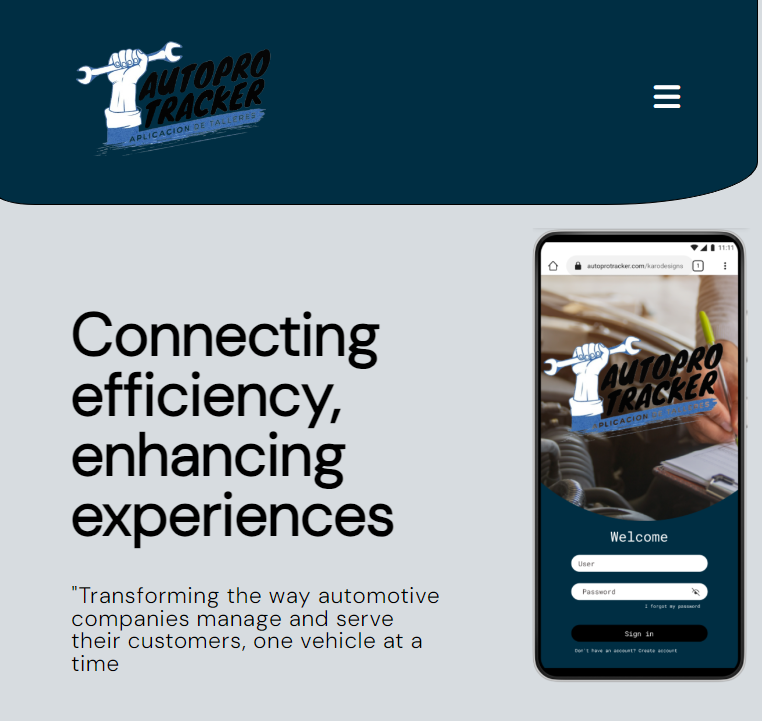 AUTOPRO
TRACKER
APLICACION DE TALLERES
Connecting
efficiency,
enhancing
experiences
"Transforming the way automotive
companies manage and serve
their customers, one vehicle at a
time
11:11
autoprotracker.com/karodesigns
1
AUTOPRO
TRACKER
APLICACION DE TALLERES
Welcome
User
Password
I forgot my password
Sign in
Don't have an account? Create account